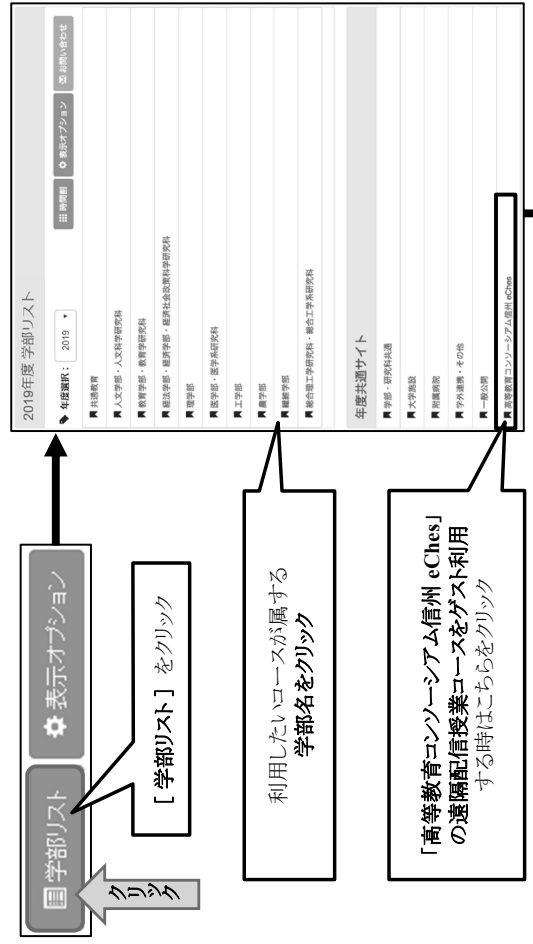 学部リスト
表示オプション
クリック
[ 学部リスト ] をクリック
利用したいコースが属する
学部名をクリック
「高等教育コンソーシアム信州 eChes」
の遠隔配信授業コースをゲスト利用
する時はこちらをクリック
2019年度 学部リスト
年度選択： 2019
時間割
表示オプション
お問い合わせ
共通教育
人文学部・人文科学研究科
教育学部・教育学研究科
経法学部・経済学部・経済社会政策科学研究科
理学部
医学部・医学系研究科
工学部
農学部
繊維学部
総合理工学研究科・総合工学系研究科
年度共通サイト
学部・研究科共通
大学施設
附属病院
学外連携・その他
一般公開
高等教育コンソーシアム信州 eChes